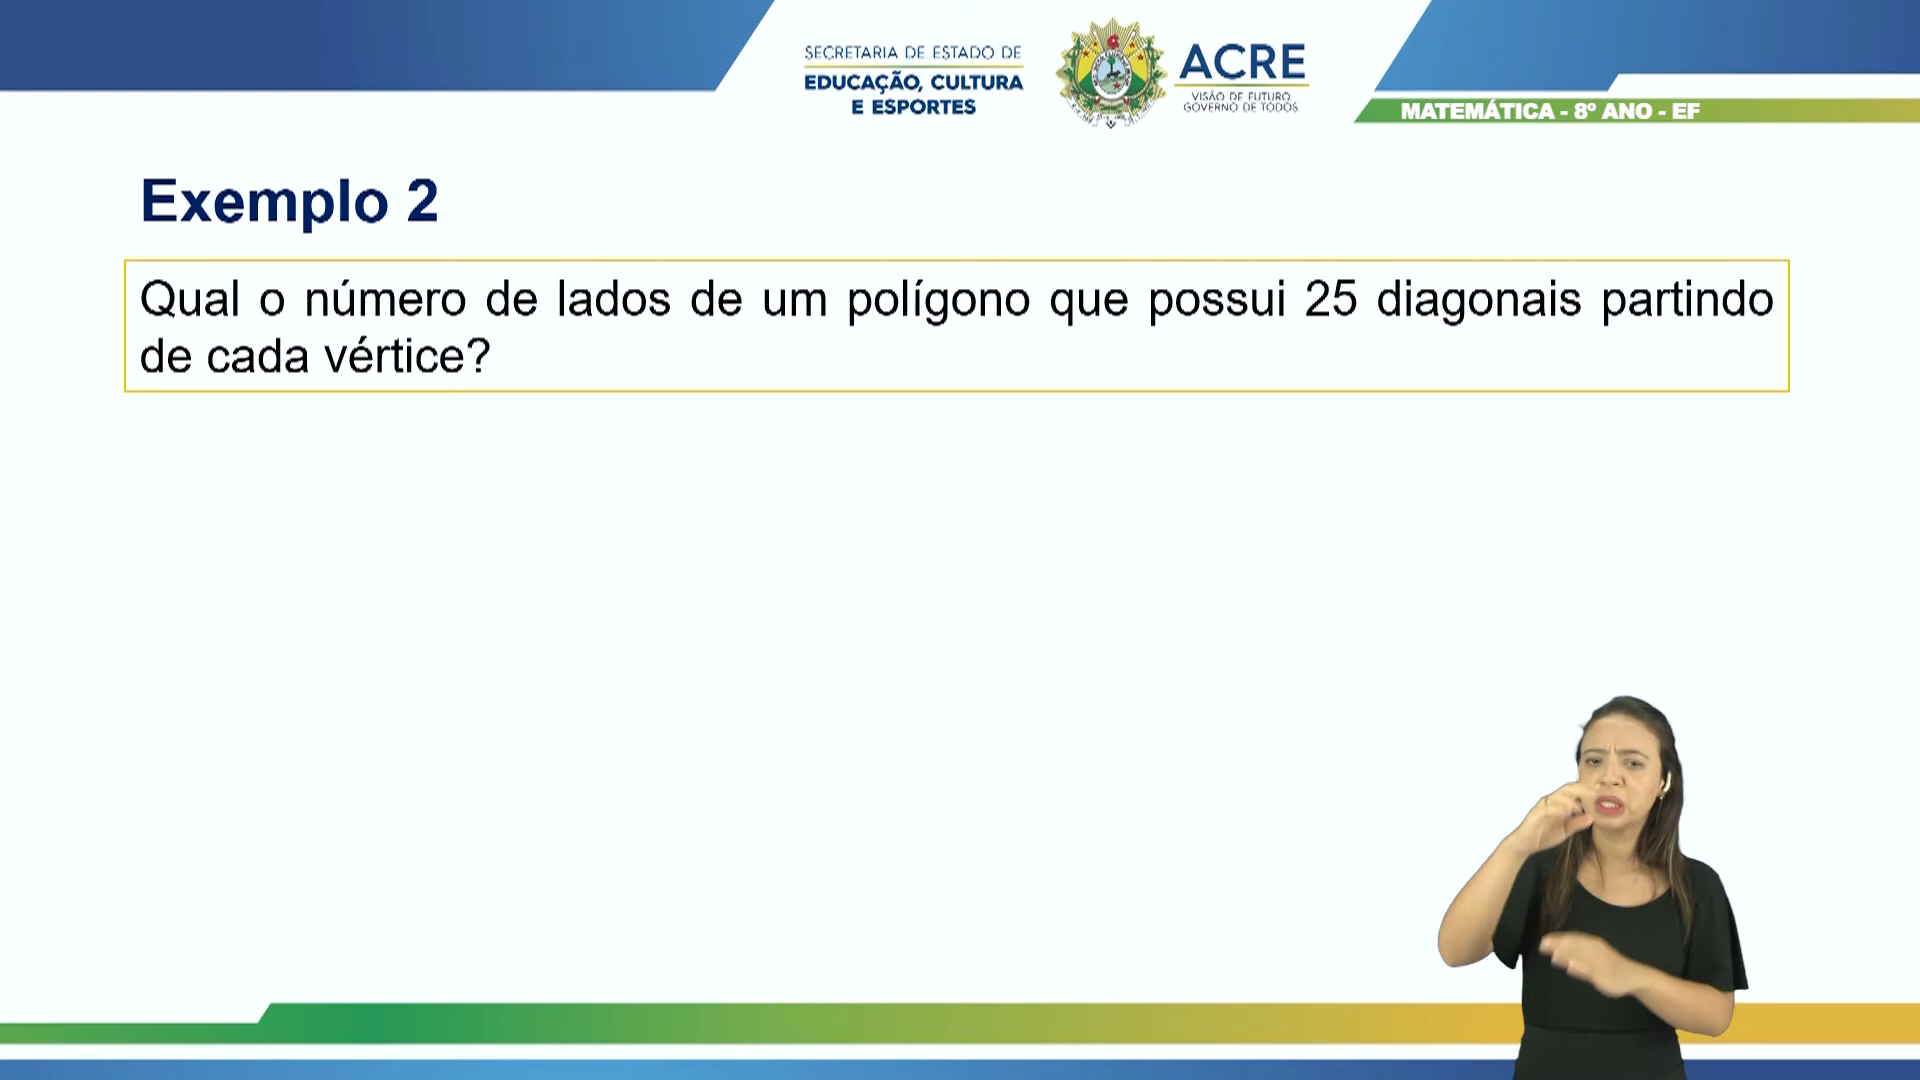 SECRETARIA DE ESTADO DE
EDUCAÇÃO, CULTURA
E ESPORTES
ACRE
VISÃO DE FUTURO
GOVERNO DE TODOS
MATEMÁTICA - 8º ANO - EF
Exemplo 2
Qual o número de lados de um polígono que possui 25 diagonais partindo
de cada vértice?